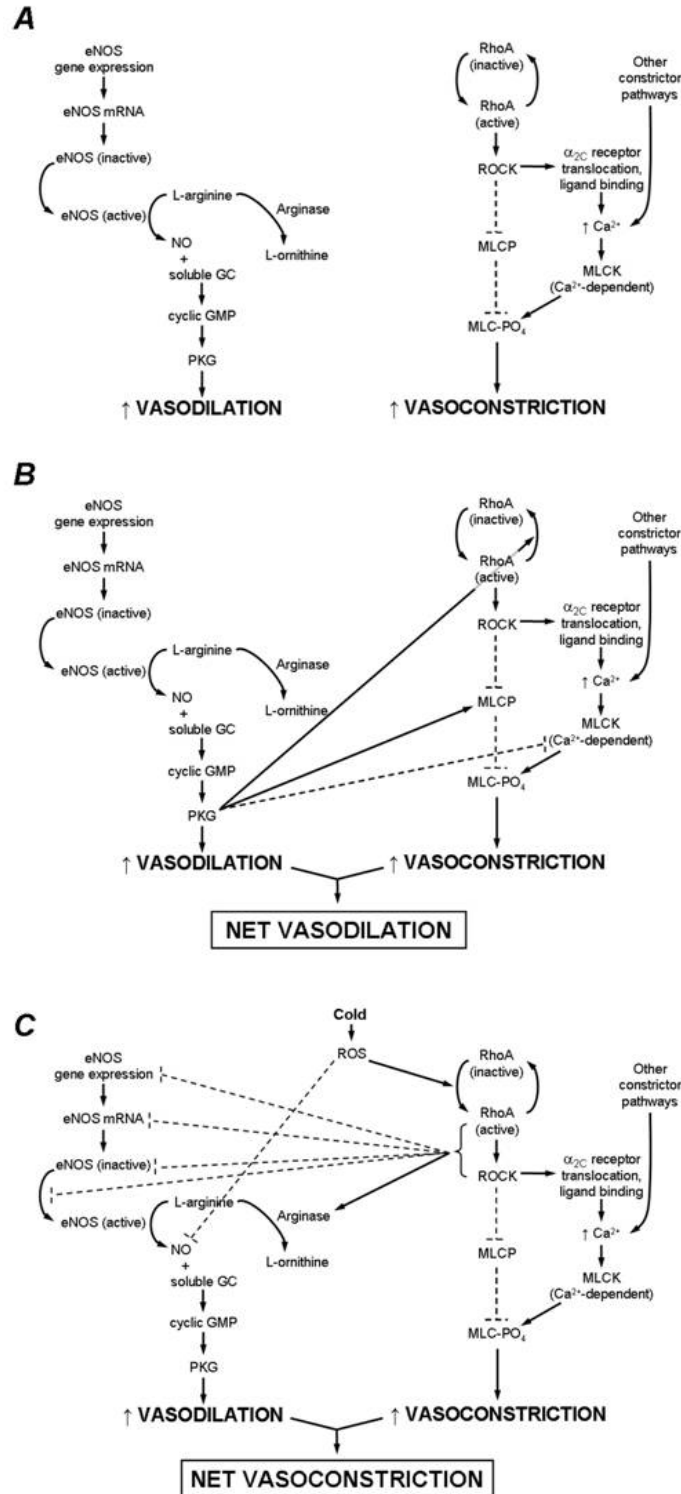 A
eNOS
gene expression
eNOS mRNA
eNOS (inactive)
eNOS (active)
L-arginine
Arginase
NO
+
soluble GC
L-ornithine
cyclic GMP
PKG
↑ VASODILATION
RhoA
(inactive)
RhoA
(active)
ROCK
MLCP
MLC-PO₄
Other
constrictor
pathways
α₂C receptor
translocation,
ligand binding
↑ Ca²⁺
MLCK
(Ca²⁺-dependent)
↑ VASOCONSTRICTION
B
eNOS
gene expression
eNOS mRNA
eNOS (inactive)
eNOS (active)
L-arginine
Arginase
NO
+
soluble GC
L-ornithine
cyclic GMP
PKG
↑ VASODILATION
RhoA
(inactive)
RhoA
(active)
ROCK
MLCP
MLC-PO₄
Other
constrictor
pathways
α₂C receptor
translocation,
ligand binding
↑ Ca²⁺
MLCK
(Ca²⁺-dependent)
↑ VASOCONSTRICTION
NET VASODILATION
C
Cold
ROS
eNOS
gene expression
eNOS mRNA
eNOS (inactive)
eNOS (active)
L-arginine
Arginase
NO
+
soluble GC
L-ornithine
cyclic GMP
PKG
↑ VASODILATION
RhoA
(inactive)
RhoA
(active)
ROCK
MLCP
MLC-PO₄
Other
constrictor
pathways
α₂C receptor
translocation,
ligand binding
↑ Ca²⁺
MLCK
(Ca²⁺-dependent)
↑ VASOCONSTRICTION
NET VASOCONSTRICTION